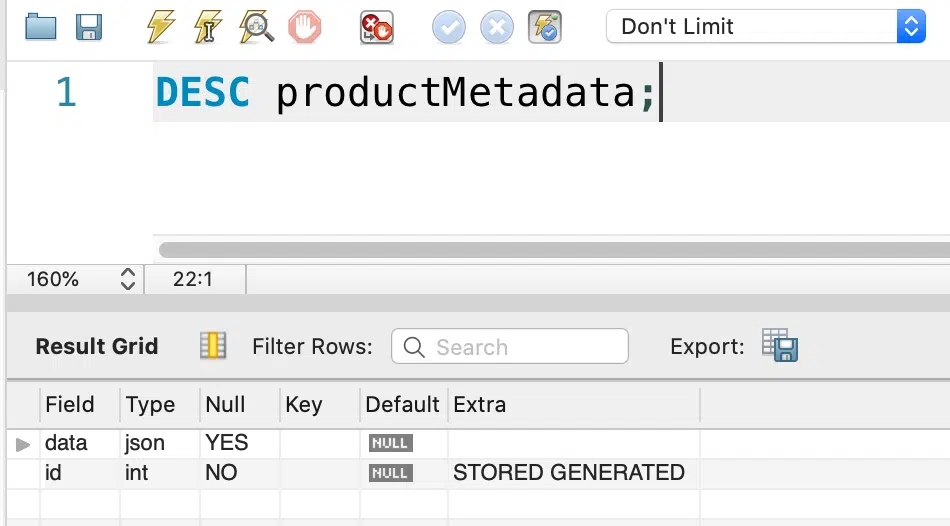 Don't Limit
1 DESC productMetadata;
160% 22:1
Result Grid Filter Rows: Search Export:
Field Type Null Key Default Extra
data json YES NULL
id int NO NULL STORED GENERATED